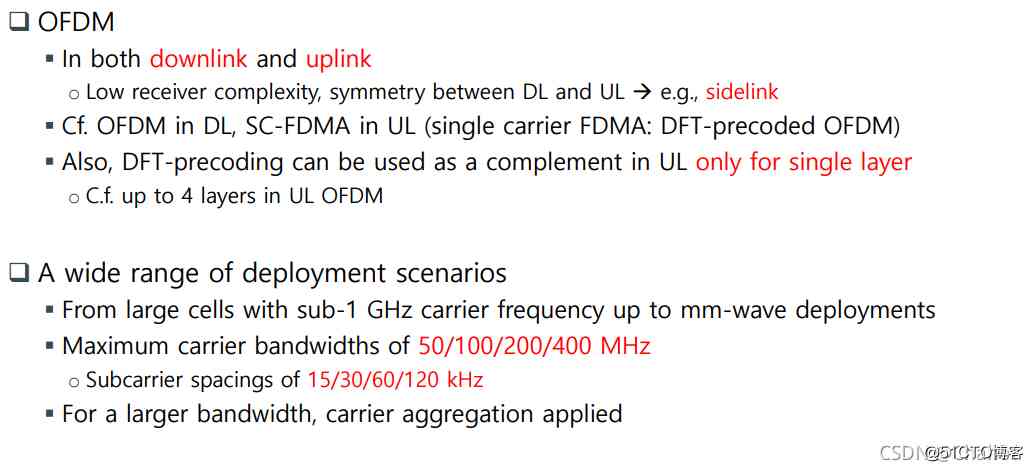 ❑ OFDM
▪ In both downlink and uplink
o Low receiver complexity, symmetry between DL and UL → e.g., sidelink
▪ Cf. OFDM in DL, SC-FDMA in UL (single carrier FDMA: DFT-precoded OFDM)
▪ Also, DFT-precoding can be used as a complement in UL only for single layer
o C.f. up to 4 layers in UL OFDM
❑ A wide range of deployment scenarios
▪ From large cells with sub-1 GHz carrier frequency up to mm-wave deployments
▪ Maximum carrier bandwidths of 50/100/200/400 MHz
o Subcarrier spacings of 15/30/60/120 kHz
▪ For a larger bandwidth, carrier aggregation applied
CSDN @51CTO博客